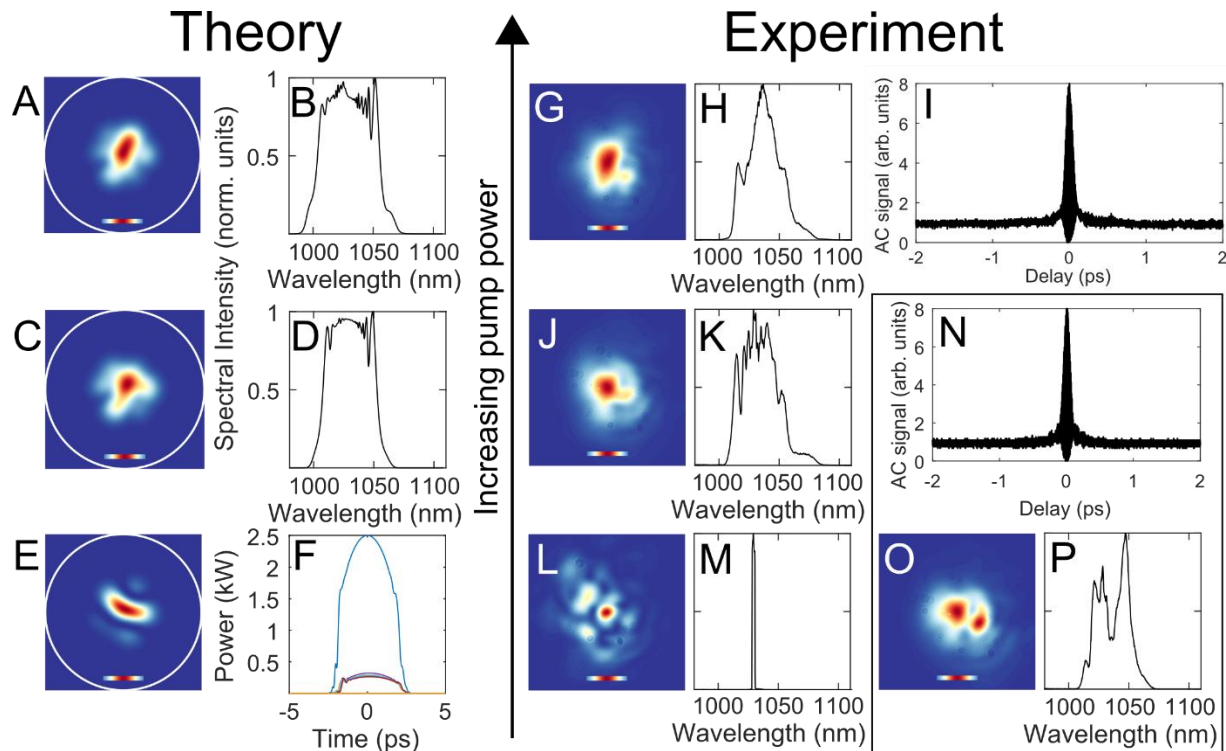 Theory
Experiment
Increasing pump power
A
B
Spectral Intensity (norm. units)
1
0.5
1000 1050 1100
Wavelength (nm)
C
D
1
0.5
1000 1050 1100
Wavelength (nm)
E
F
Power (kW)
2.5
2
1.5
1
0.5
-5 0 5
Time (ps)
G
H
1000 1050 1100
Wavelength (nm)
I
AC signal (arb. units)
8
6
4
2
0
-2 -1 0 1 2
Delay (ps)
J
K
1000 1050 1100
Wavelength (nm)
N
AC signal (arb. units)
8
6
4
2
0
-2 -1 0 1 2
Delay (ps)
L
M
1000 1050 1100
Wavelength (nm)
O
P
1000 1050 1100
Wavelength (nm)